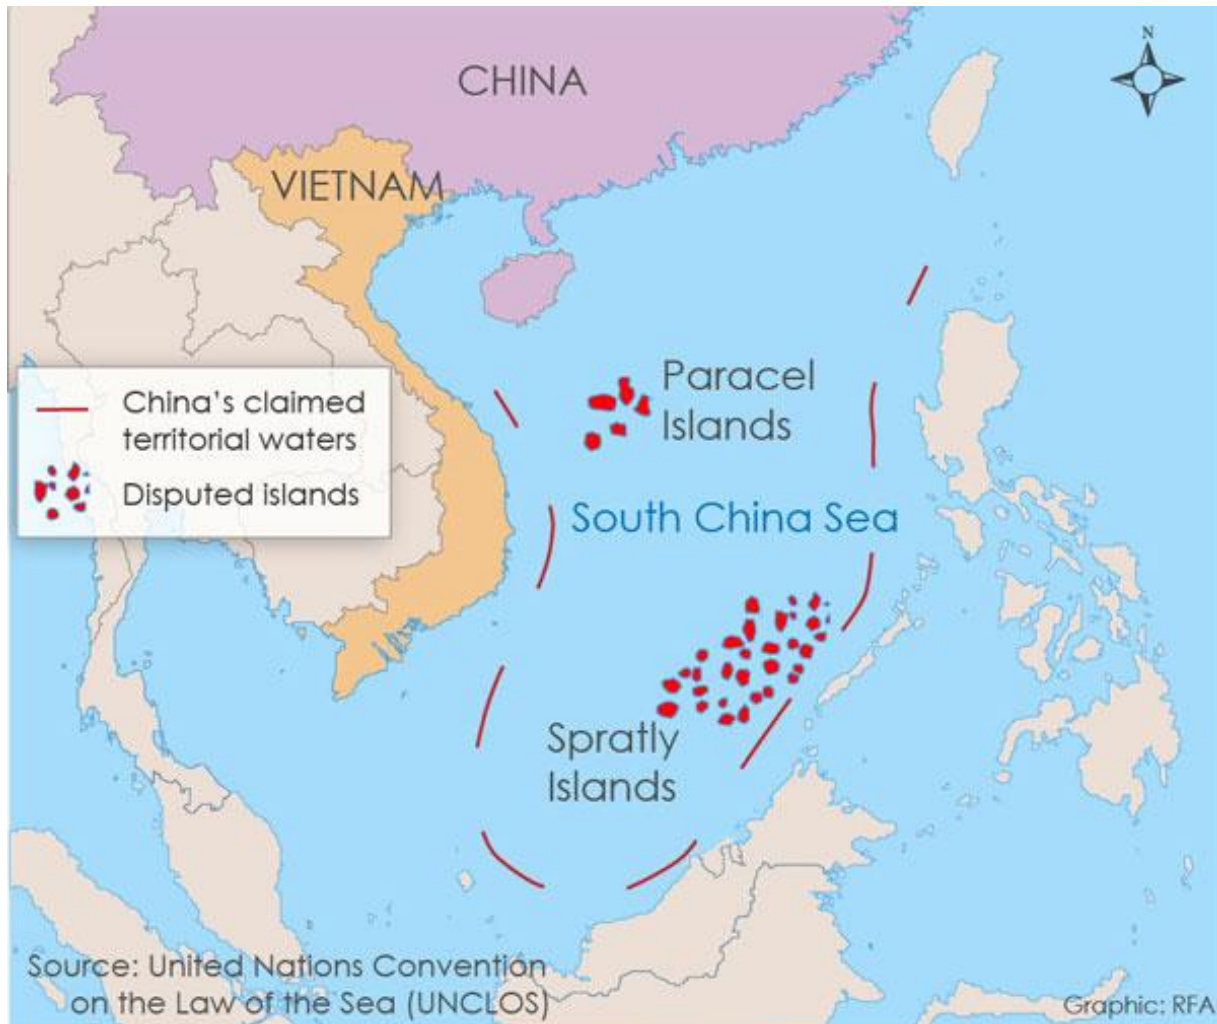 N
CHINA
VIETNAM
China's claimed
territorial waters
Disputed islands
Paracel
Islands
South China Sea
Spratly
Islands
Source: United Nations Convention
on the Law of the Sea (UNCLOS)
Graphic: RFA